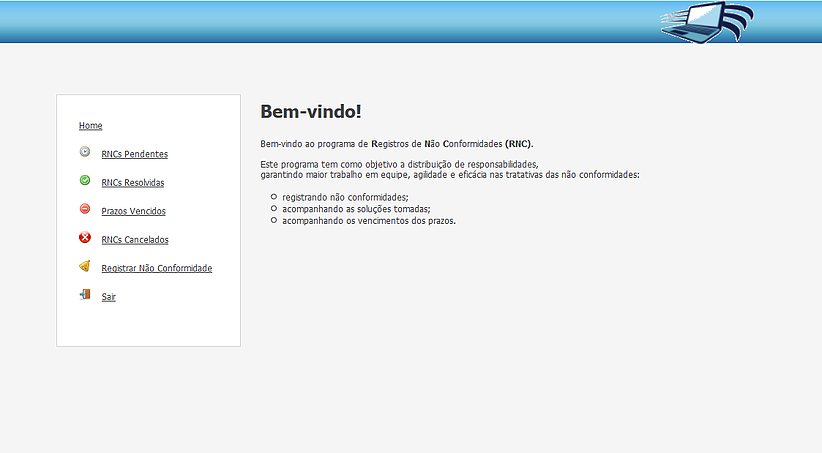 Home
RNCs Pendentes
RNCs Resolvidas
Prazos Vencidos
RNCs Cancelados
Registrar Não Conformidade
Sair
Bem-vindo!
Bem-vindo ao programa de Registros de Não Conformidades (RNC).
Este programa tem como objetivo a distribuição de responsabilidades,
garantindo maior trabalho em equipe, agilidade e eficácia nas tratativas das não conformidades:
registrando não conformidades;
acompanhando as soluções tomadas;
acompanhando os vencimentos dos prazos.